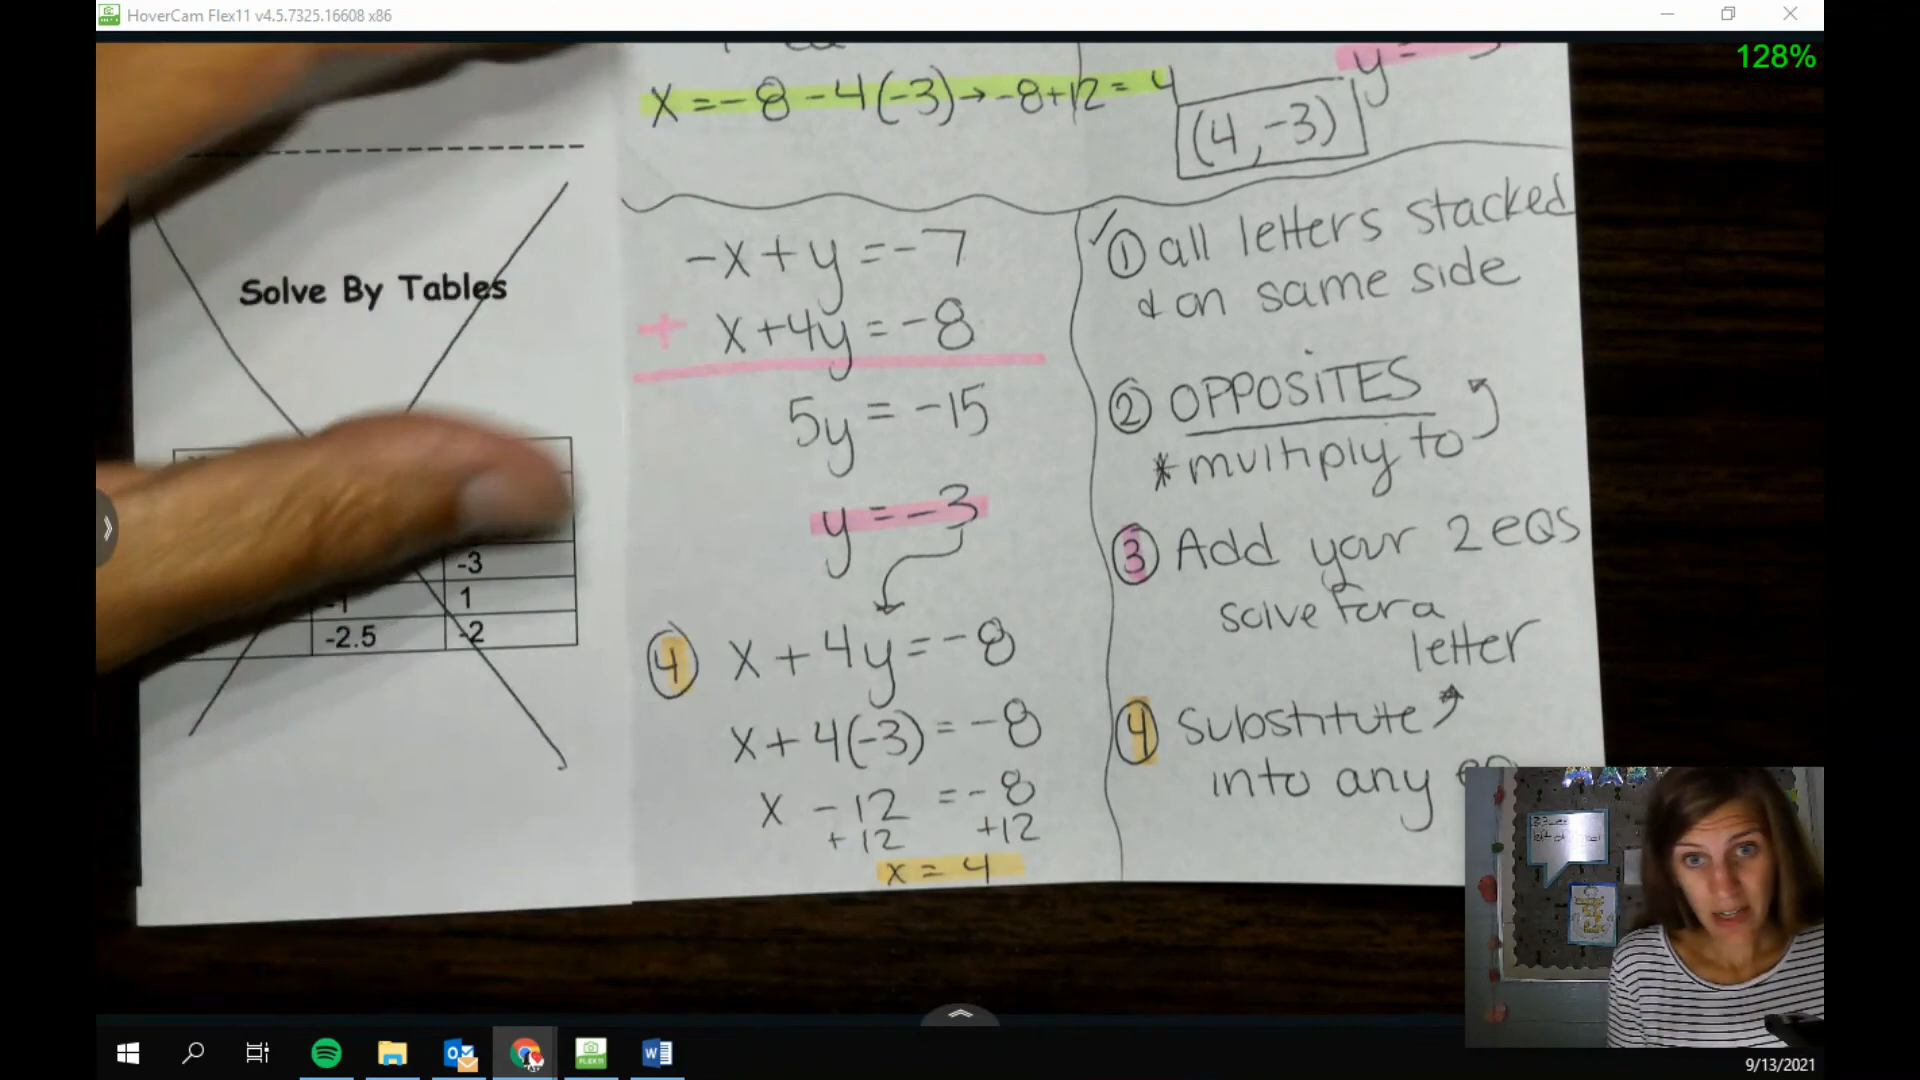 HoverCam Flex11 v4.5.7325.16608 x86
128%
x = -8 - 4(-3) → -8 + 12 = 4
y =
(4, -3)
Solve By Tables
-3
-1 1
-2.5 -2
-x + y = -7
+ x + 4y = -8
5y = -15
y = -3
④ x + 4y = -8
x + 4(-3) = -8
x - 12 = -8
+12 +12
x = 4
✓① all letters stacked
& on same side
② OPPOSiTES
* multiply to
③ Add your 2 eQS
solve for a
letter
④ Substitute
into any
FLEX11
9/13/2021